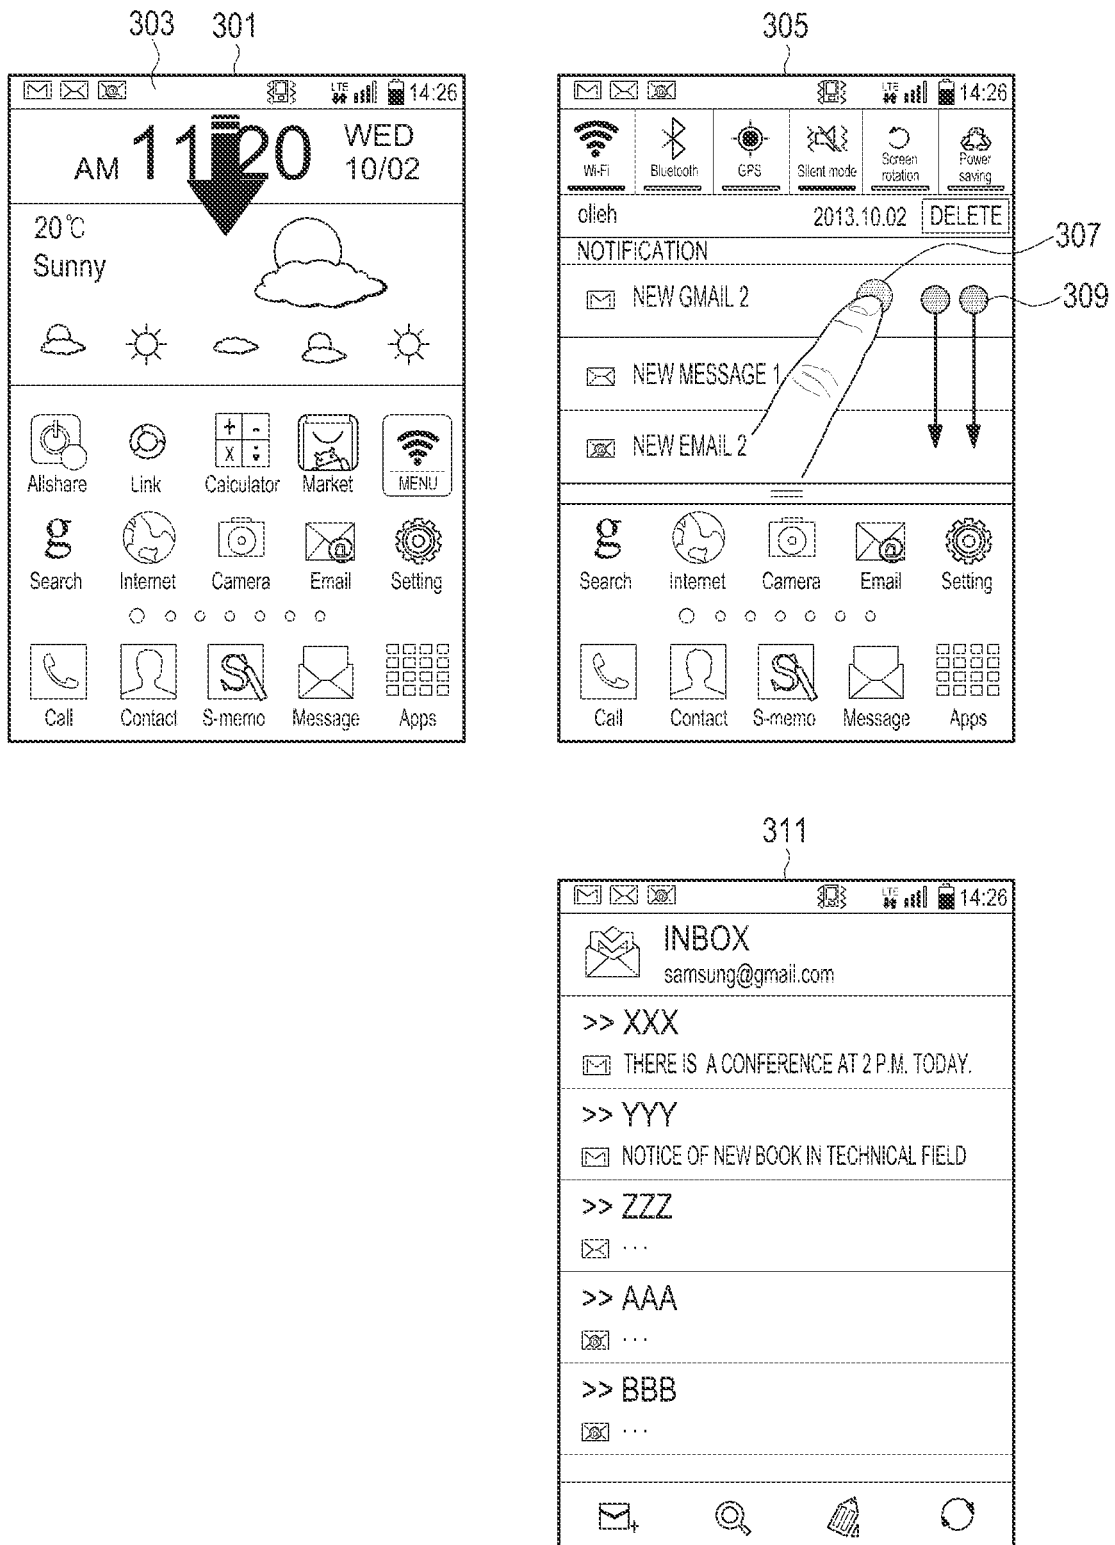 303 301
14:26
LTE
AM 11:20 WED
10/02
20℃
Sunny
Allshare Link Calculator Market MENU
g
Search Internet Camera Email Setting
S
Call Contact S-memo Message Apps
305
LTE
14:26
Wi-Fi Bluetooth GPS Silent mode Screen rotation Power saving
olleh 2013.10.02 DELETE
NOTIFICATION
307
NEW GMAIL 2
309
NEW MESSAGE 1
NEW EMAIL 2
g
Search Internet Camera Email Setting
S
Call Contact S-memo Message Apps
311
LTE
14:26
INBOX
samsung@gmail.com
>> XXX
THERE IS A CONFERENCE AT 2 P.M. TODAY.
>> YYY
NOTICE OF NEW BOOK IN TECHNICAL FIELD
>> ZZZ
...
>> AAA
...
>> BBB
...